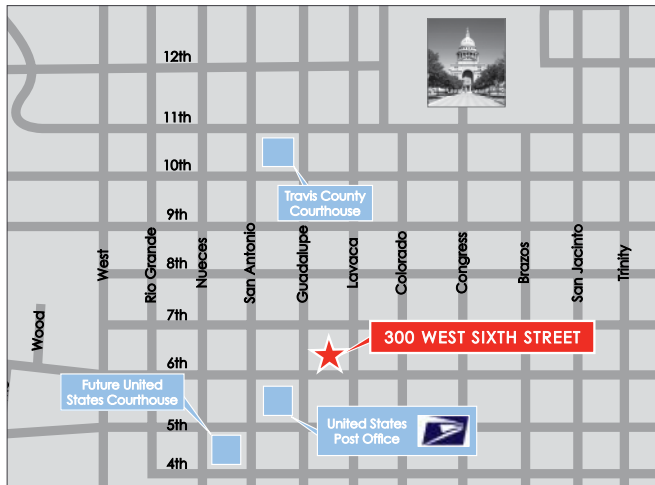 12th
11th
10th
Travis County
Courthouse
9th
West
Rio Grande
Nueces
San Antonio
Guadalupe
Lavaca
Colorado
Congress
Brazos
San Jacinto
Trinity
8th
7th
Wood
300 WEST SIXTH STREET
6th
Future United
States Courthouse
United States
Post Office
5th
4th